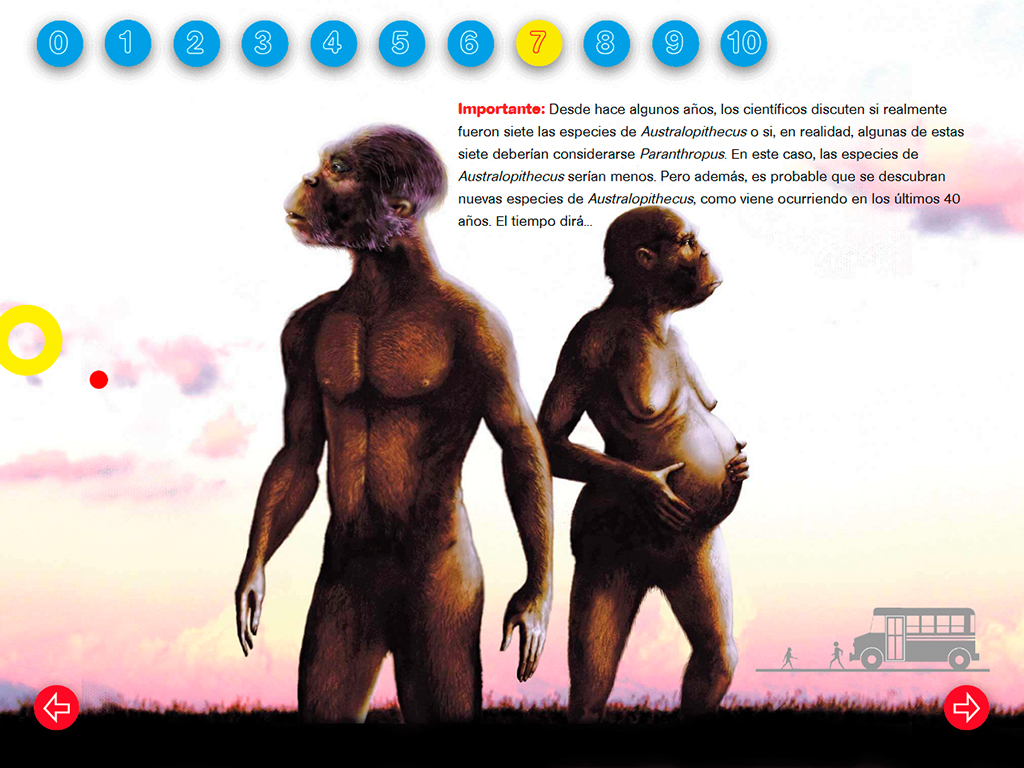 0 1 2 3 4 5 6 7 8 9 10
Importante: Desde hace algunos años, los científicos discuten si realmente
fueron siete las especies de Australopithecus o si, en realidad, algunas de estas
siete deberían considerarse Paranthropus. En este caso, las especies de
Australopithecus serían menos. Pero además, es probable que se descubran
nuevas especies de Australopithecus, como viene ocurriendo en los últimos 40
años. El tiempo dirá...